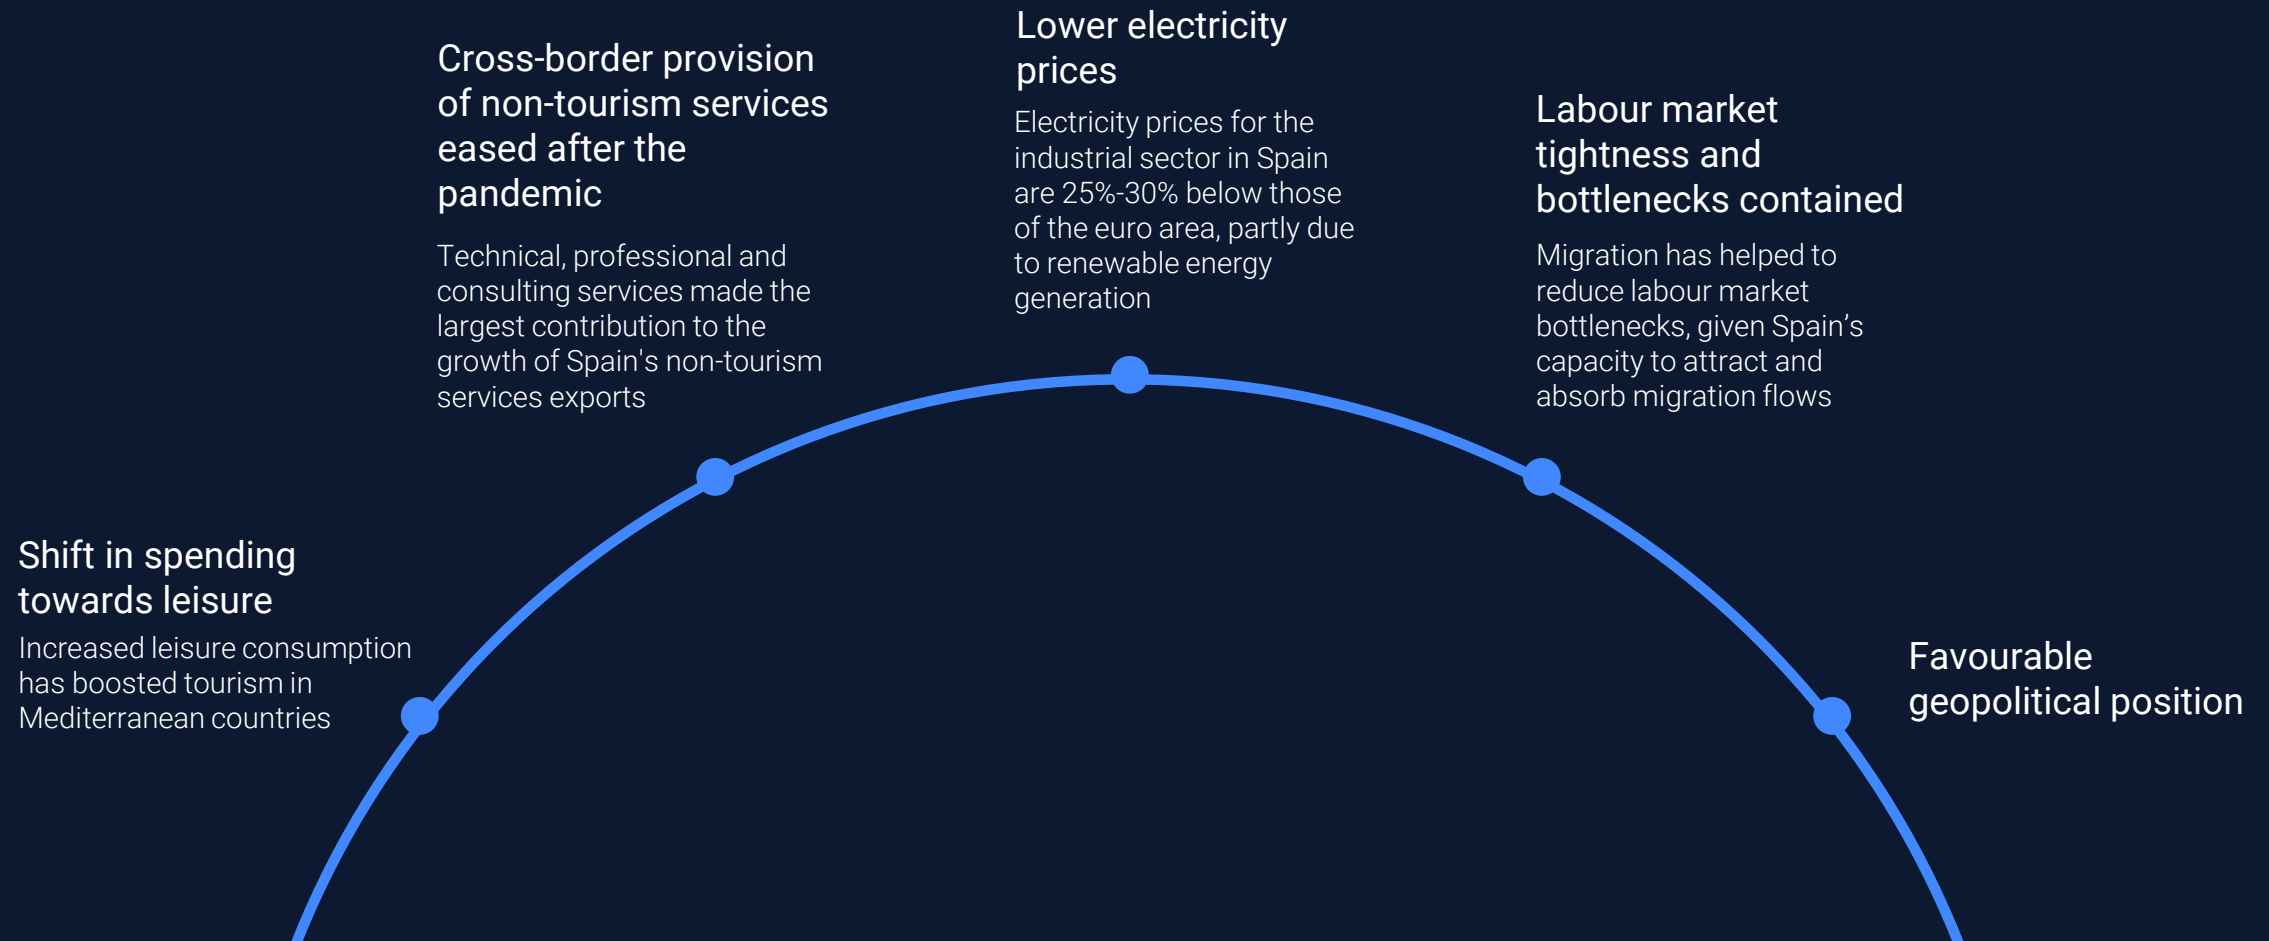 Shift in spending
towards leisure
Increased leisure consumption
has boosted tourism in
Mediterranean countries
Cross-border provision
of non-tourism services
eased after the
pandemic
Technical, professional and
consulting services made the
largest contribution to the
growth of Spain's non-tourism
services exports
Lower electricity
prices
Electricity prices for the
industrial sector in Spain
are 25%-30% below those
of the euro area, partly due
to renewable energy
generation
Labour market
tightness and
bottlenecks contained
Migration has helped to
reduce labour market
bottlenecks, given Spain’s
capacity to attract and
absorb migration flows
Favourable
geopolitical position